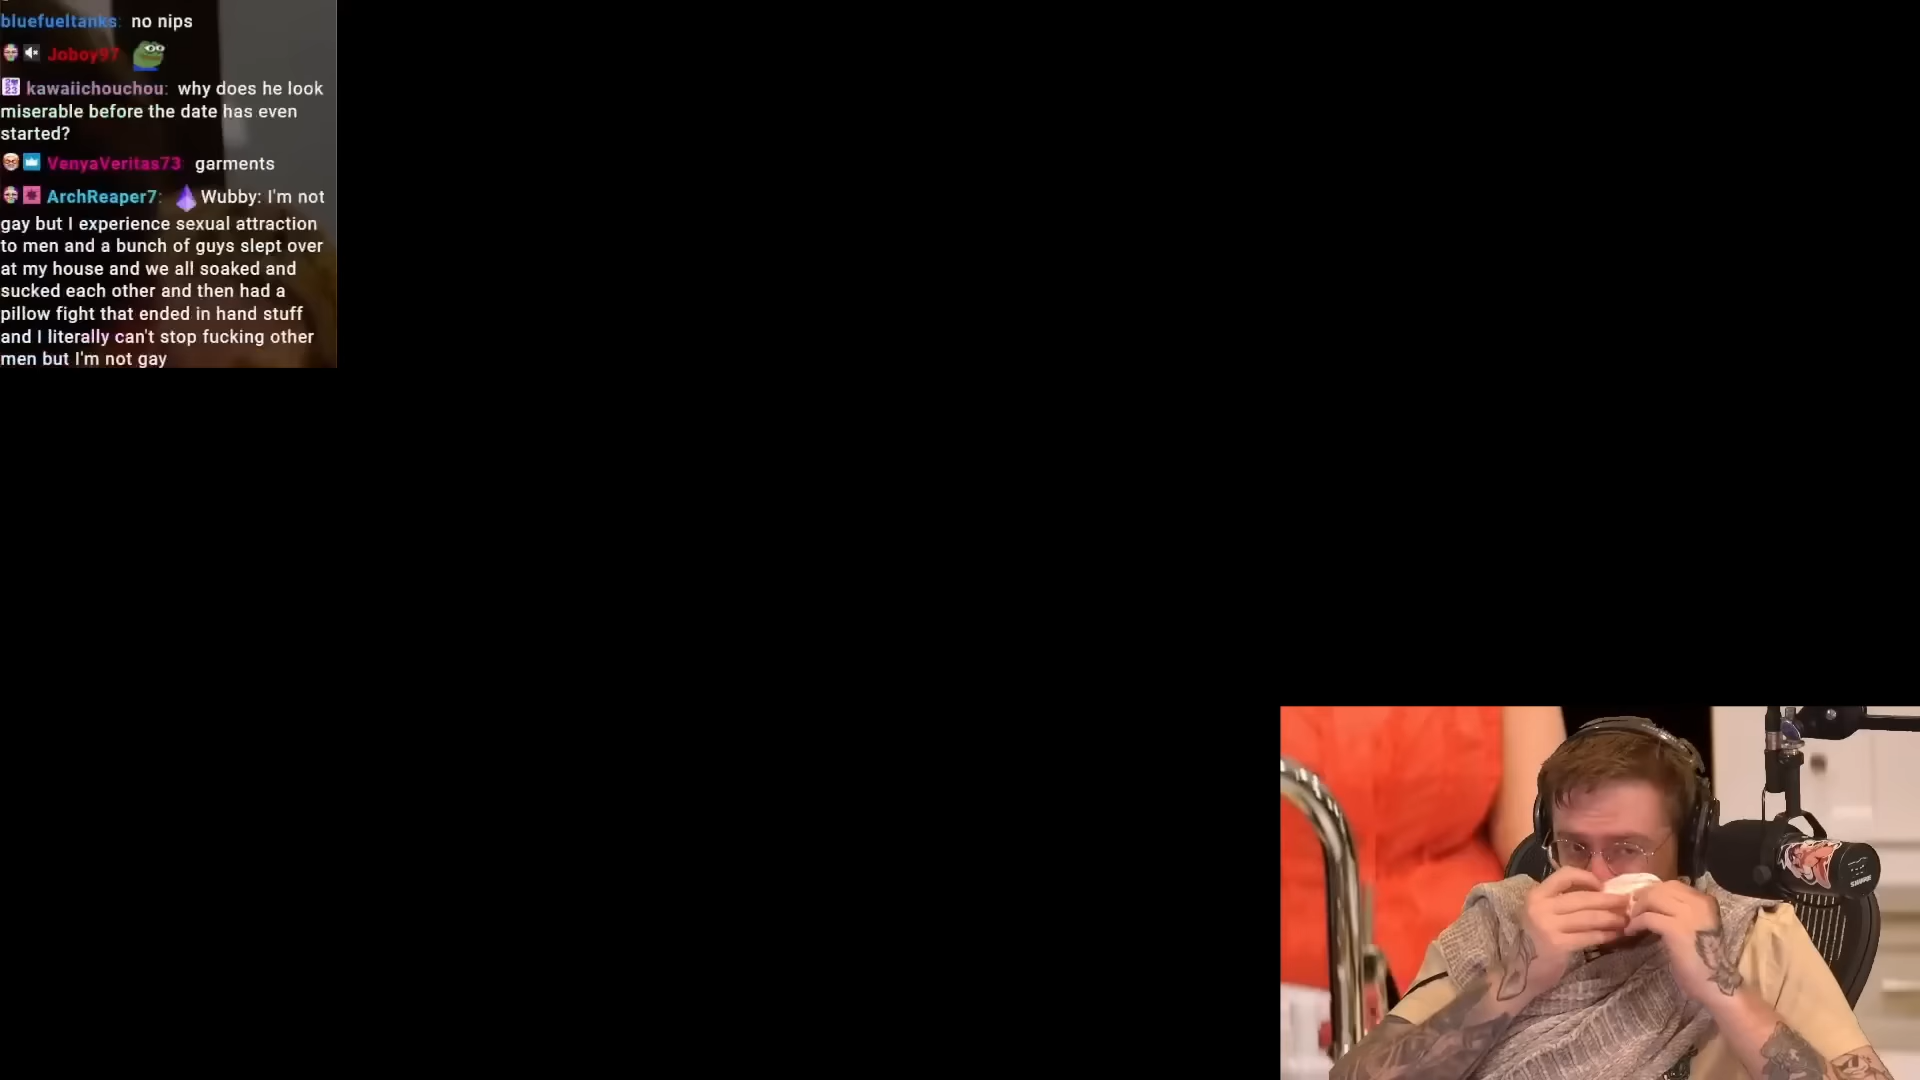 bluefueltanks: no nips
Joboy97
kawaiichouchou: why does he look
miserable before the date has even
started?
VenyaVeritas73 garments
ArchReaper7: Wubby: I'm not
gay but I experience sexual attraction
to men and a bunch of guys slept over
at my house and we all soaked and
sucked each other and then had a
pillow fight that ended in hand stuff
and I literally can't stop fucking other
men but I'm not gay
SHURE